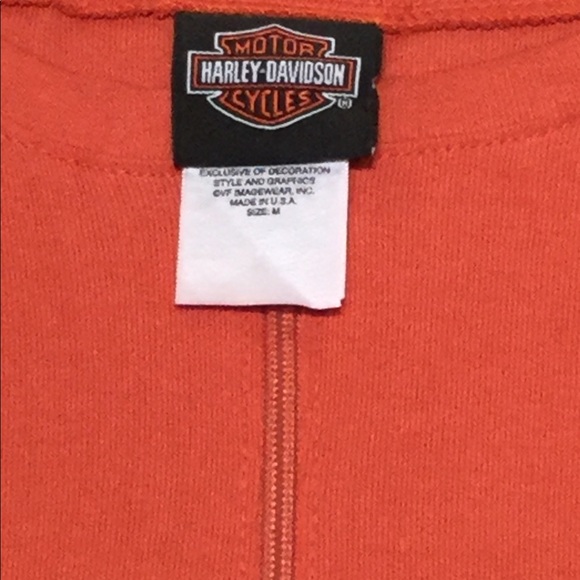 MOTOR
HARLEY-DAVIDSON
CYCLES
®
EXCLUSIVE OF DECORATION
STYLE AND GRAPHICS
©VF IMAGEWEAR, INC.
MADE IN U.S.A.
SIZE: M